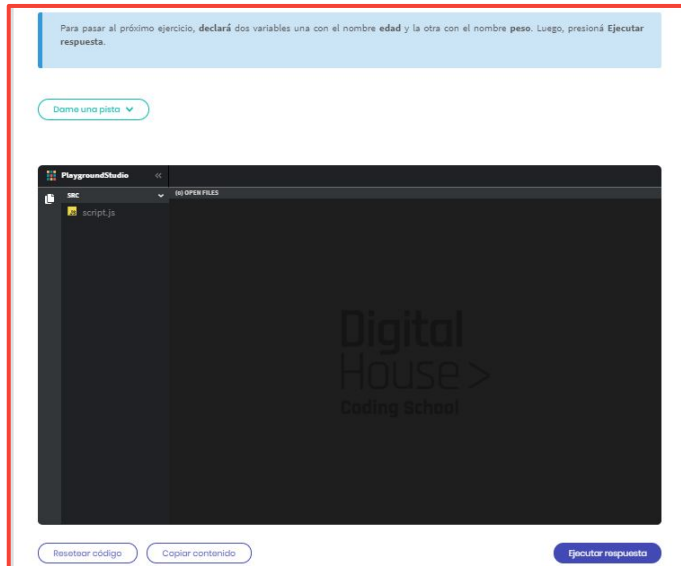 Para pasar al próximo ejercicio, declará dos variables una con el nombre edad y la otra con el nombre peso. Luego, presioná Ejecutar
respuesta.
Dame una pista
PlaygroundStudio
SRC
(0) OPEN FILES
JS script.js
Digital
House>
Coding School
Resetear código
Copiar contenido
Ejecutar respuesta